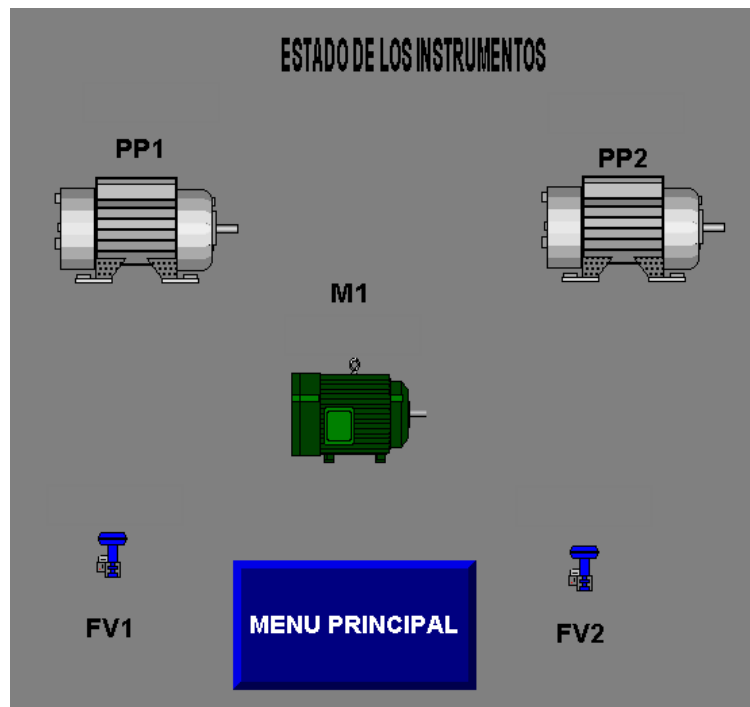 ESTADO DE LOS INSTRUMENTOS
PP1
PP2
M1
FV1
MENU PRINCIPAL
FV2